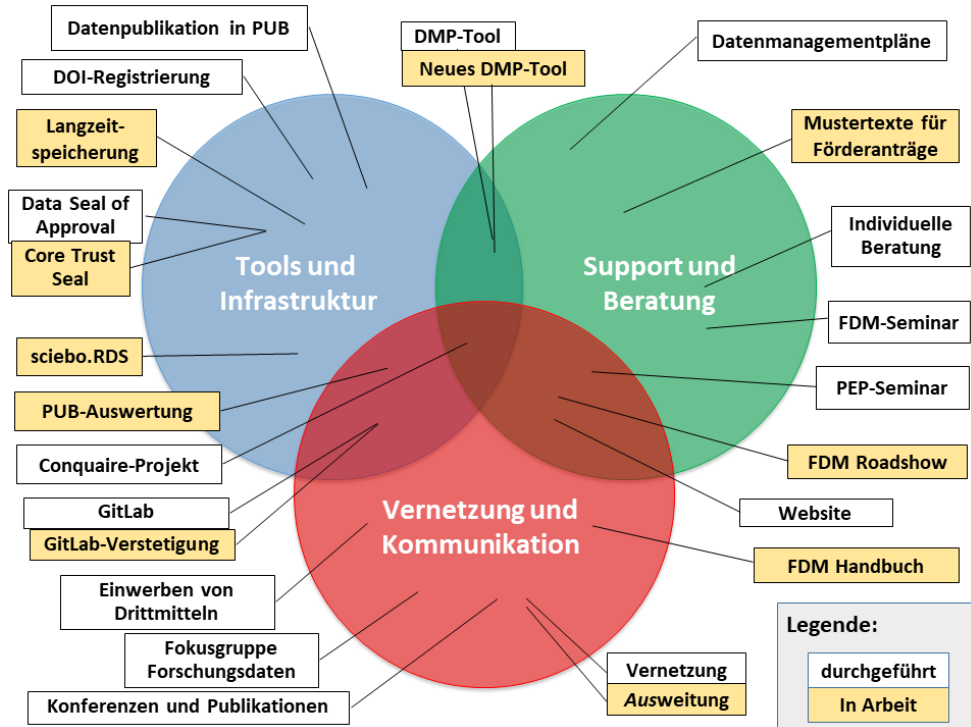 Datenpublikation in PUB
DOI-Registrierung
Langzeit-
speicherung
Data Seal of
Approval
Core Trust
Seal
sciebo.RDS
PUB-Auswertung
Conquaire-Projekt
GitLab
GitLab-Verstetigung
Einwerben von
Drittmitteln
Fokusgruppe
Forschungsdaten
Konferenzen und Publikationen
DMP-Tool
Neues DMP-Tool
Tools und
Infrastruktur
Support und
Beratung
Vernetzung und
Kommunikation
Datenmanagementpläne
Mustertexte für
Förderanträge
Individuelle
Beratung
FDM-Seminar
PEP-Seminar
FDM Roadshow
Website
FDM Handbuch
Vernetzung
Ausweitung
Legende:
durchgeführt
In Arbeit